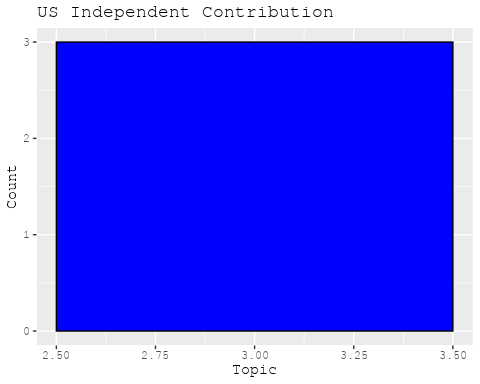 US Independent Contribution
Count
3
2
1
0
2.50 2.75 3.00 3.25 3.50
Topic